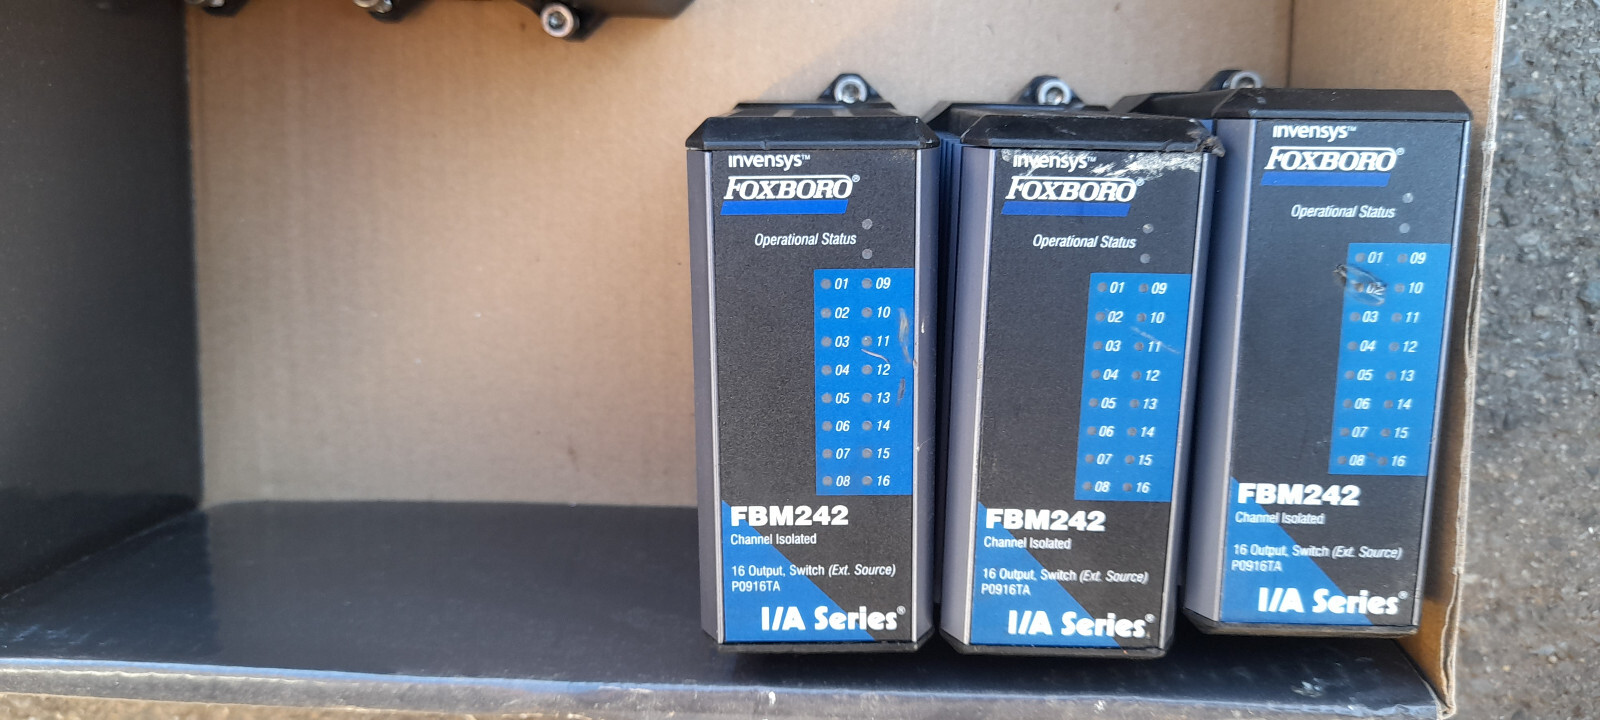 invensys™
FOXBORO®
Operational Status
01 09
02 10
03 11
04 12
05 13
06 14
07 15
08 16
FBM242
Channel Isolated
16 Output, Switch (Ext. Source)
P0916TA
I/A Series®
invensys™
FOXBORO®
Operational Status
01 09
02 10
03 11
04 12
05 13
06 14
07 15
08 16
FBM242
Channel Isolated
16 Output, Switch (Ext. Source)
P0916TA
I/A Series®
invensys™
FOXBORO®
Operational Status
01 09
02 10
03 11
04 12
05 13
06 14
07 15
08 16
FBM242
Channel Isolated
16 Output, Switch (Ext. Source)
P0916TA
I/A Series®